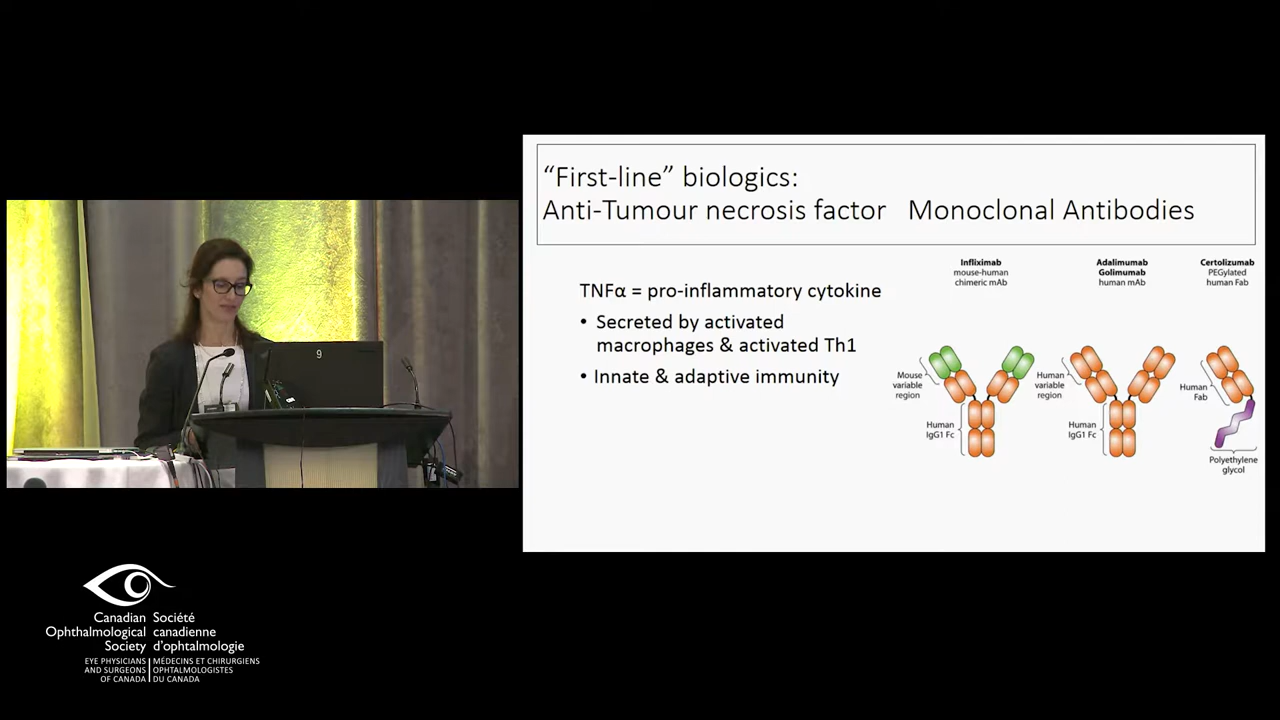 “First-line” biologics:
Anti-Tumour necrosis factor Monoclonal Antibodies
TNFα = pro-inflammatory cytokine
• Secreted by activated
macrophages & activated Th1
• Innate & adaptive immunity
Infliximab
mouse-human
chimeric mAb
Adalimumab
Golimumab
human mAb
Certolizumab
PEGylated
human Fab
Mouse
variable
region
Human
IgG1 Fc
Human
variable
region
Human
IgG1 Fc
Human
Fab
Polyethylene
glycol
9
Canadian
Ophthalmological
Society
Société
canadienne
d'ophtalmologie
EYE PHYSICIANS
AND SURGEONS
OF CANADA
MÉDECINS ET CHIRURGIENS
OPHTALMOLOGISTES
DU CANADA